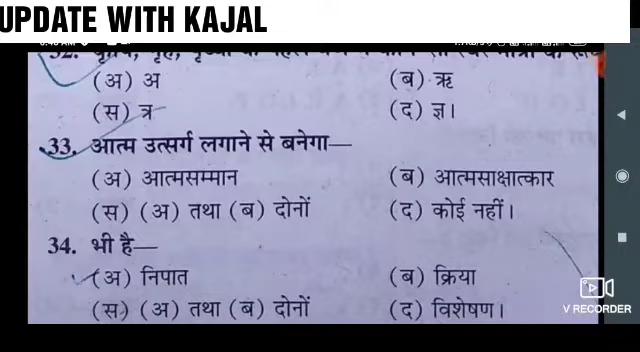 UPDATE WITH KAJAL
(अ) अ (ब) ऋ
(स) त्र (द) ज्ञ।
33. आत्म उत्सर्ग लगाने से बनेगा—
(अ) आत्मसम्मान (ब) आत्मसाक्षात्कार
(स) (अ) तथा (ब) दोनों (द) कोई नहीं।
34. भी है—
(अ) निपात (ब) क्रिया
(स) (अ) तथा (ब) दोनों (द) विशेषण।
V RECORDER